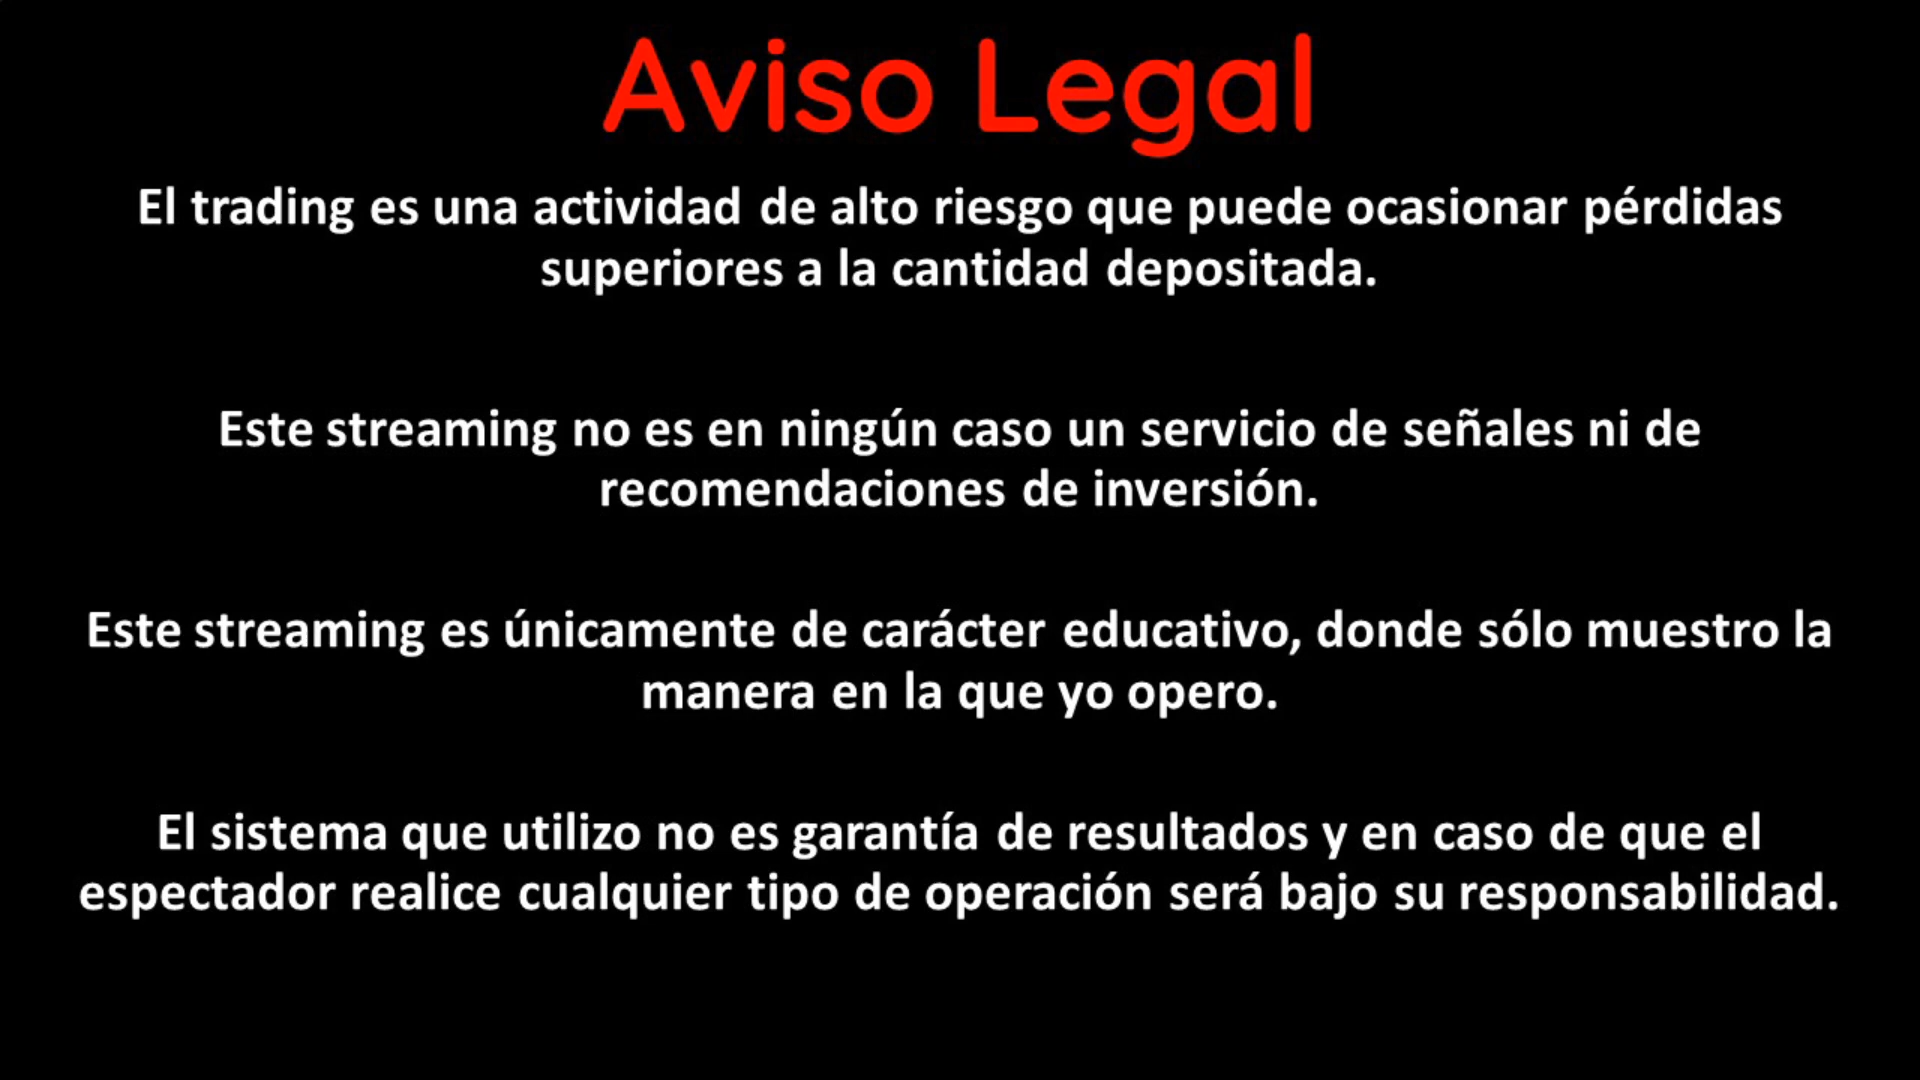 Aviso Legal
El trading es una actividad de alto riesgo que puede ocasionar pérdidas
superiores a la cantidad depositada.
Este streaming no es en ningún caso un servicio de señales ni de
recomendaciones de inversión.
Este streaming es únicamente de carácter educativo, donde sólo muestro la
manera en la que yo opero.
El sistema que utilizo no es garantía de resultados y en caso de que el
espectador realice cualquier tipo de operación será bajo su responsabilidad.